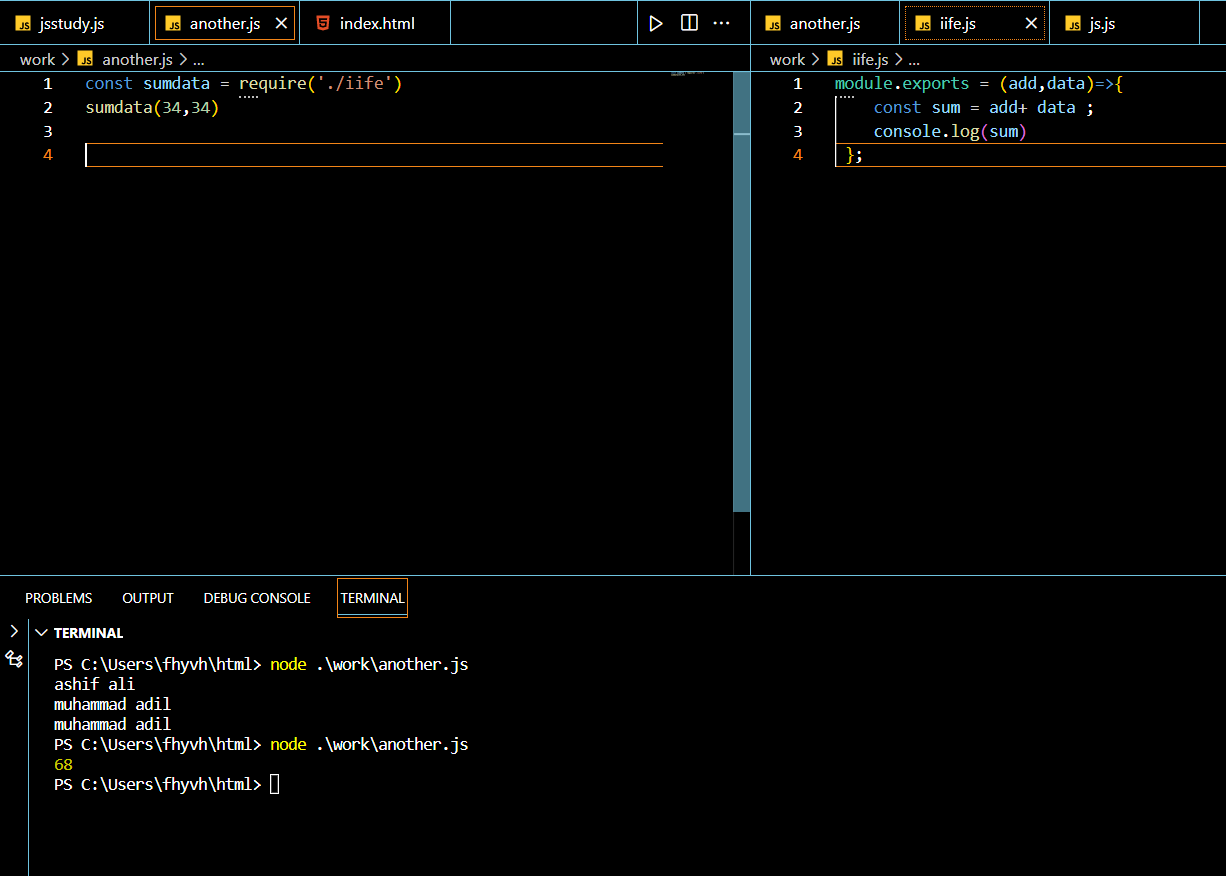 JS jsstudy.js JS another.js index.html
JS another.js JS iife.js JS js.js
work > JS another.js > ...
1 const sumdata = require('./iife')
2 sumdata(34,34)
3
4
work > JS iife.js > ...
1 module.exports = (add,data)=>{
2 const sum = add+ data ;
3 console.log(sum)
4 };
PROBLEMS OUTPUT DEBUG CONSOLE TERMINAL
TERMINAL
PS C:\Users\fhyvh\html> node .\work\another.js
ashif ali
muhammad adil
muhammad adil
PS C:\Users\fhyvh\html> node .\work\another.js
68
PS C:\Users\fhyvh\html>